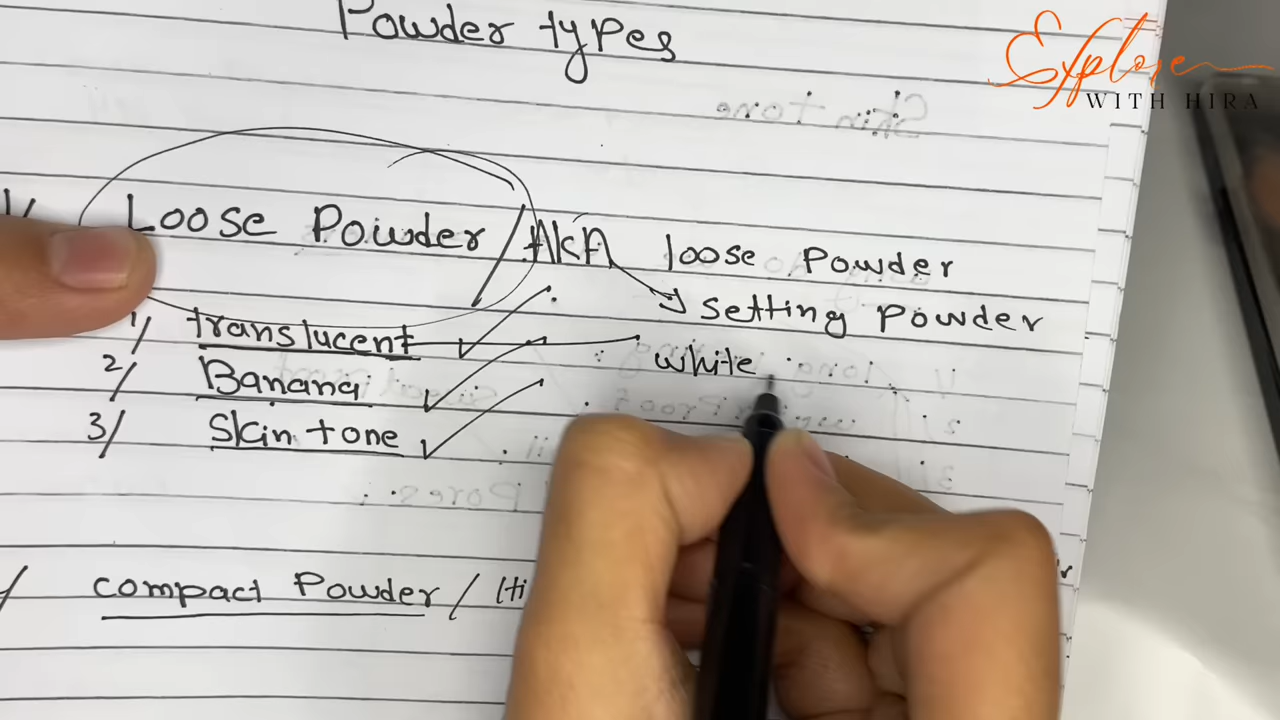 Powder types
Explore
WITH HIRA
Loose Powder / AKA loose Powder
→ setting Powder
1/ translucent white
2/ Banana
3/ Skin tone
compact Powder /